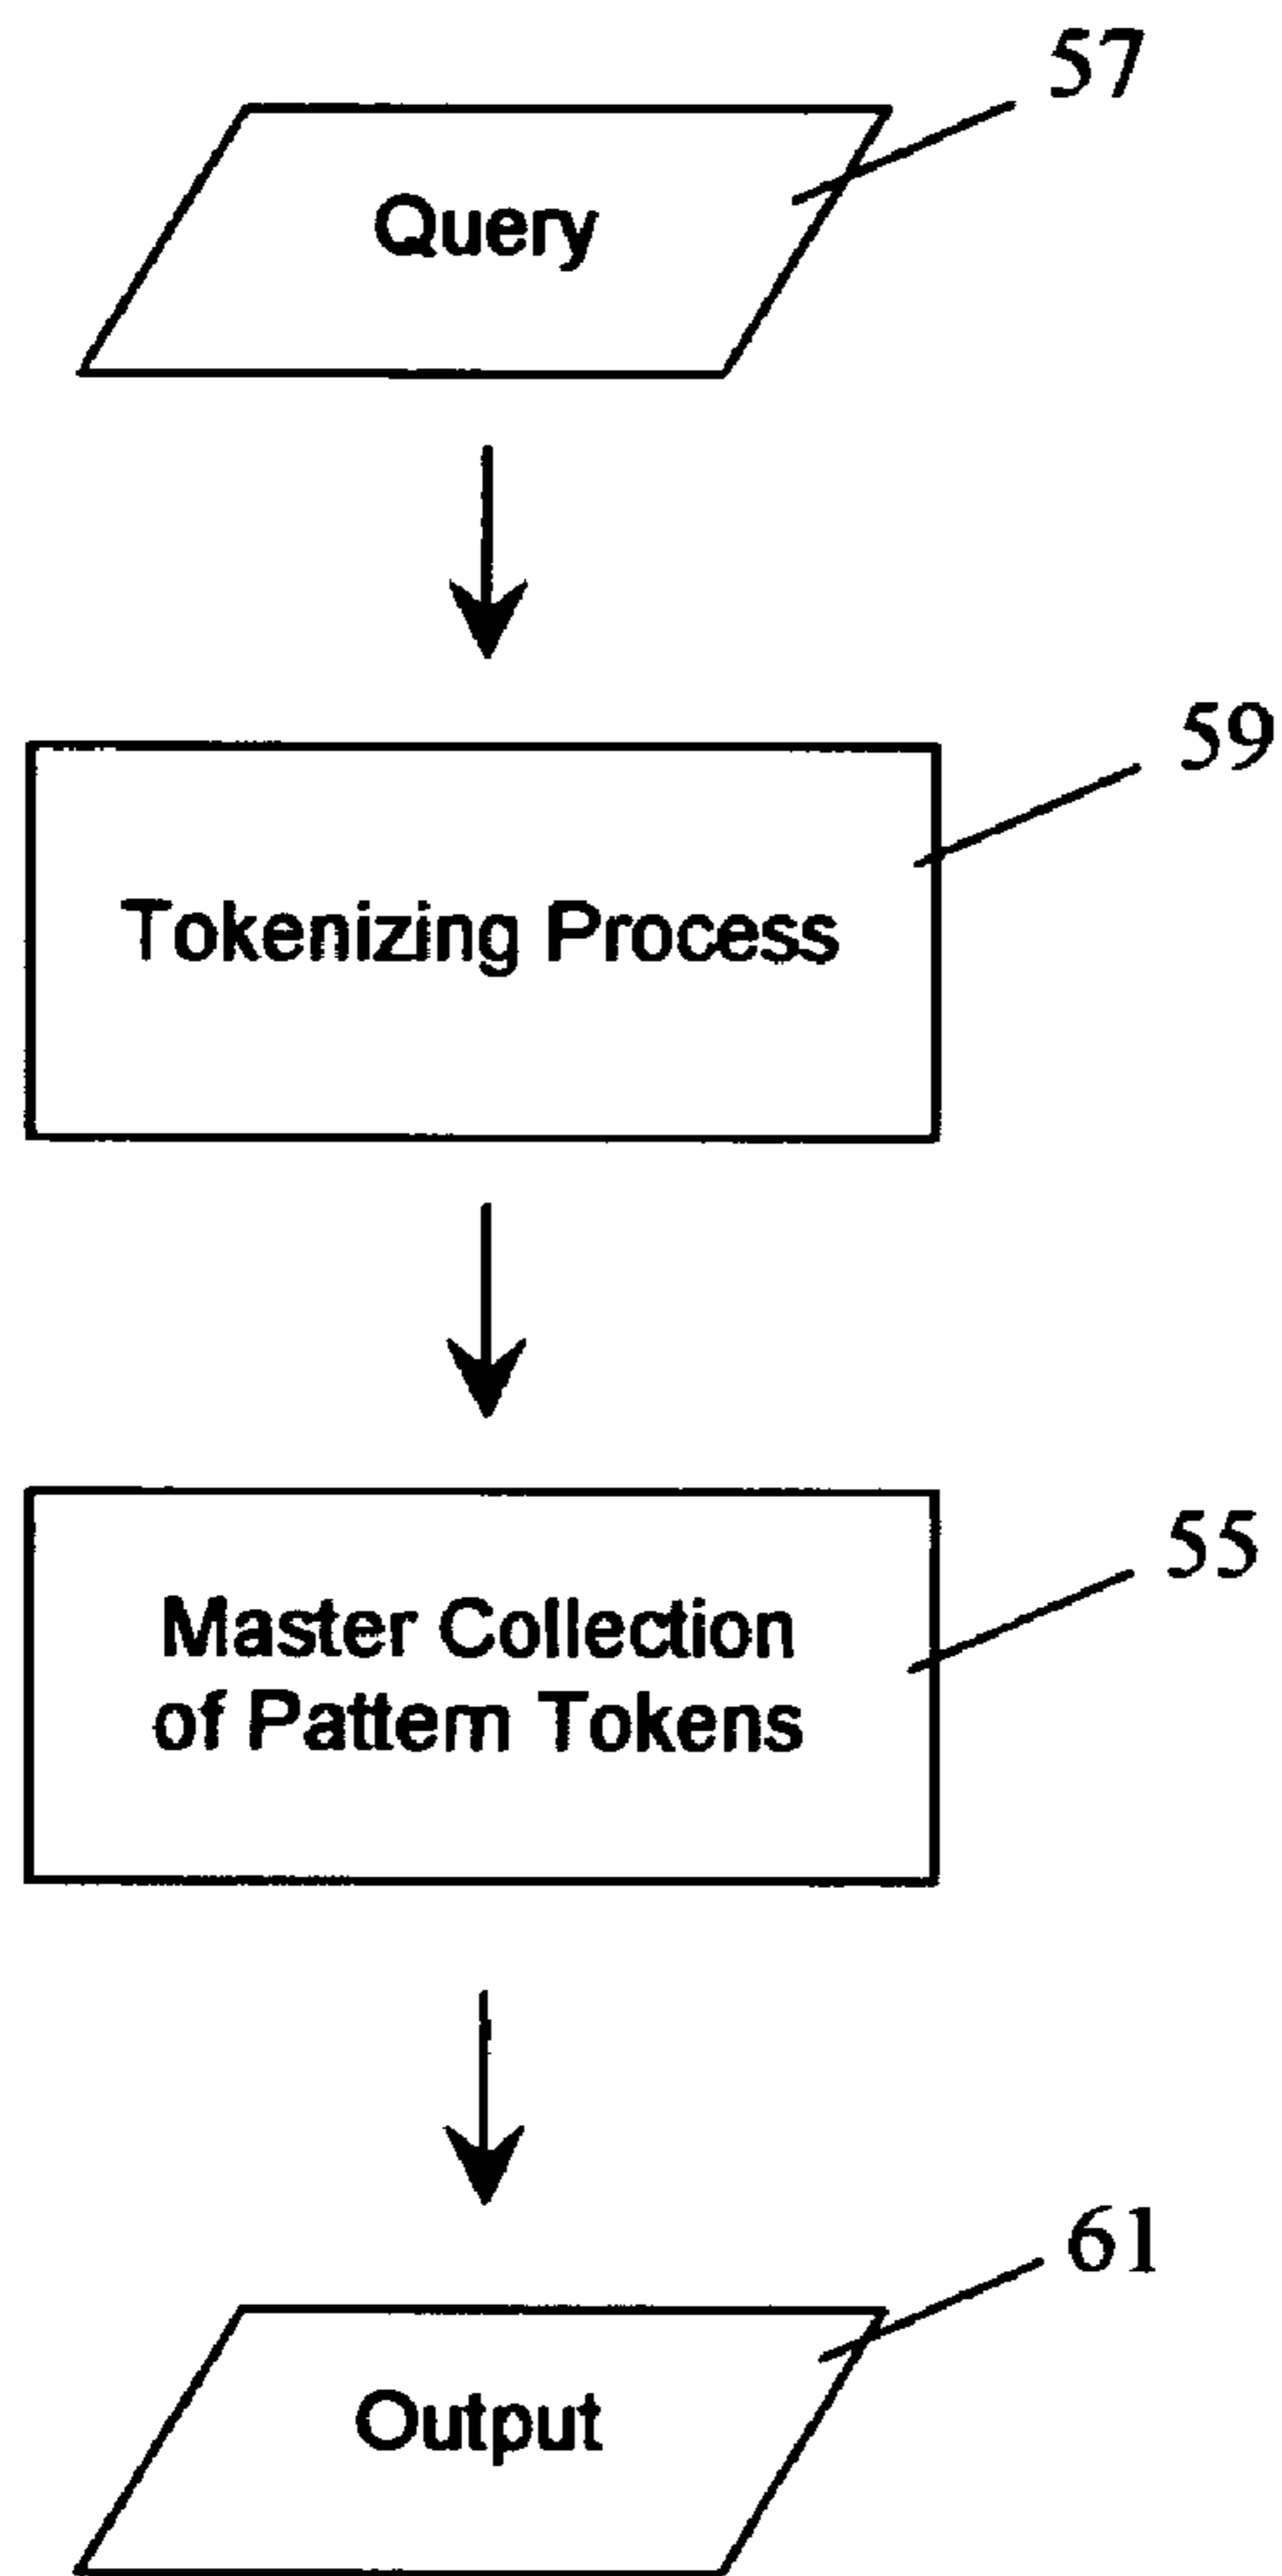 57
Query
59
Tokenizing Process
55
Master Collection
of Pattern Tokens
61
Output